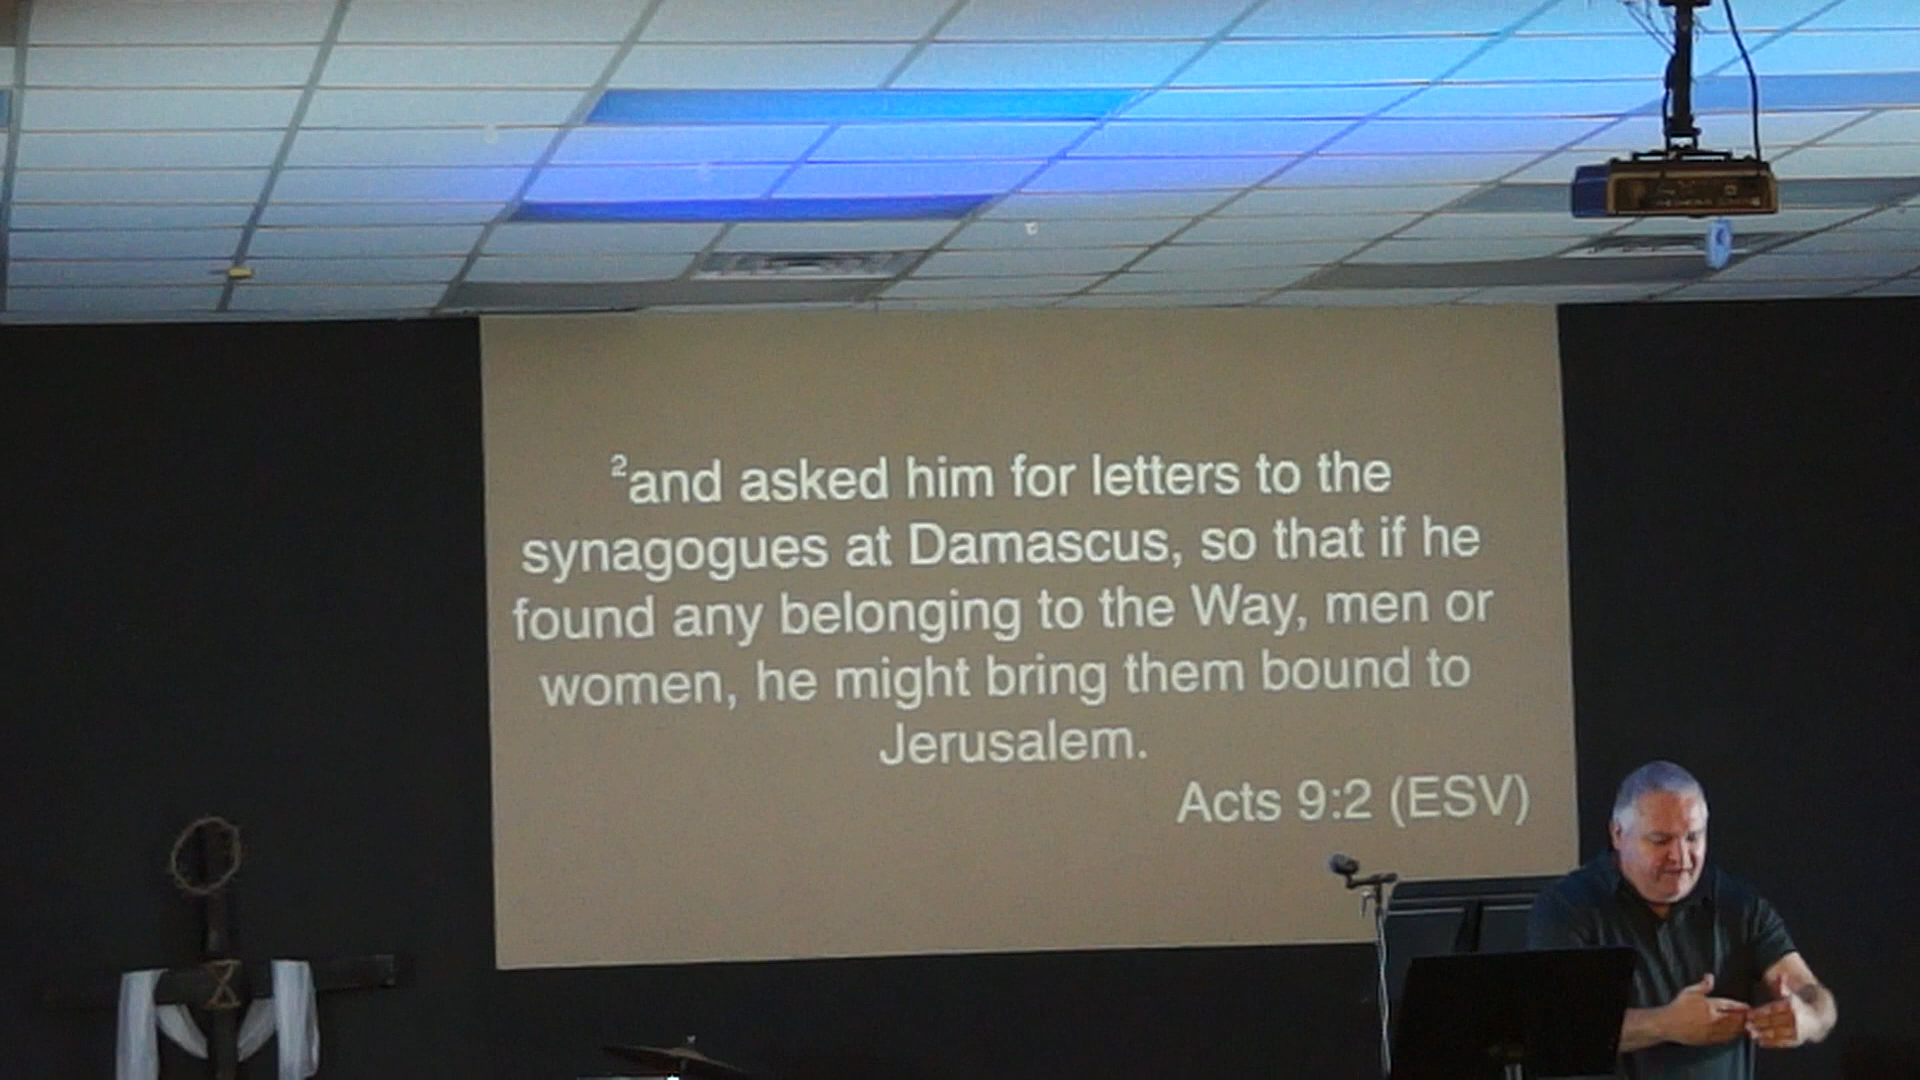 ²and asked him for letters to the
synagogues at Damascus, so that if he
found any belonging to the Way, men or
women, he might bring them bound to
Jerusalem.
Acts 9:2 (ESV)